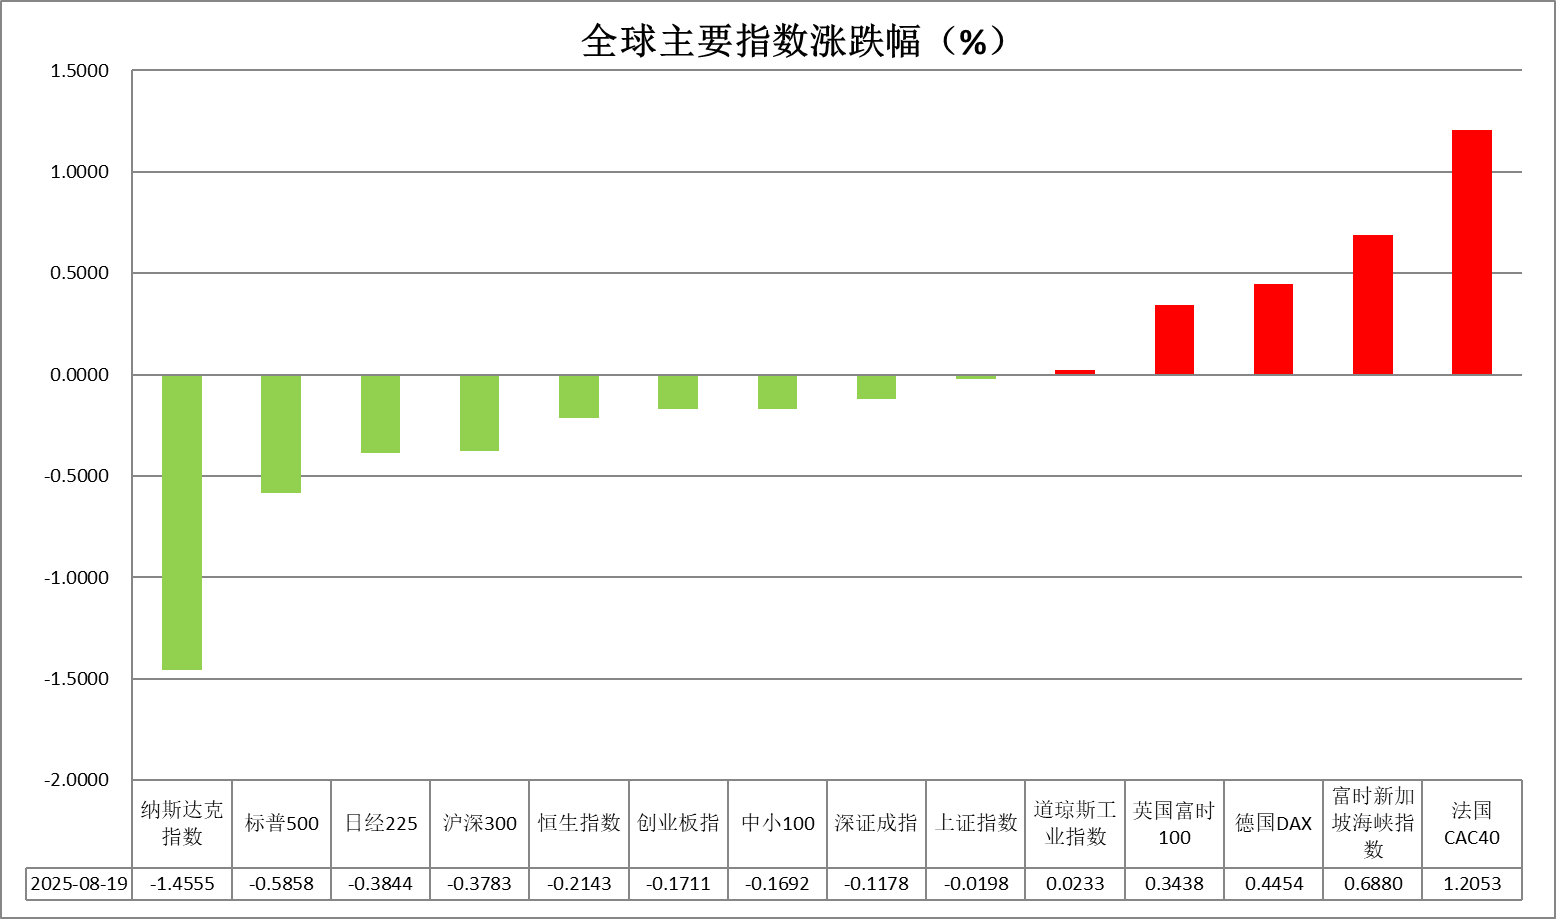 全球主要指数涨跌幅（%）
1.5000
1.0000
0.5000
0.0000
-0.5000
-1.0000
-1.5000
-2.0000
纳斯达克
指数
标普500
日经225
沪深300
恒生指数
创业板指
中小100
深证成指
上证指数
道琼斯工
业指数
英国富时
100
德国DAX
富时新加
坡海峡指
数
法国
CAC40
2025-08-19 -1.4555 -0.5858 -0.3844 -0.3783 -0.2143 -0.1711 -0.1692 -0.1178 -0.0198 0.0233 0.3438 0.4454 0.6880 1.2053